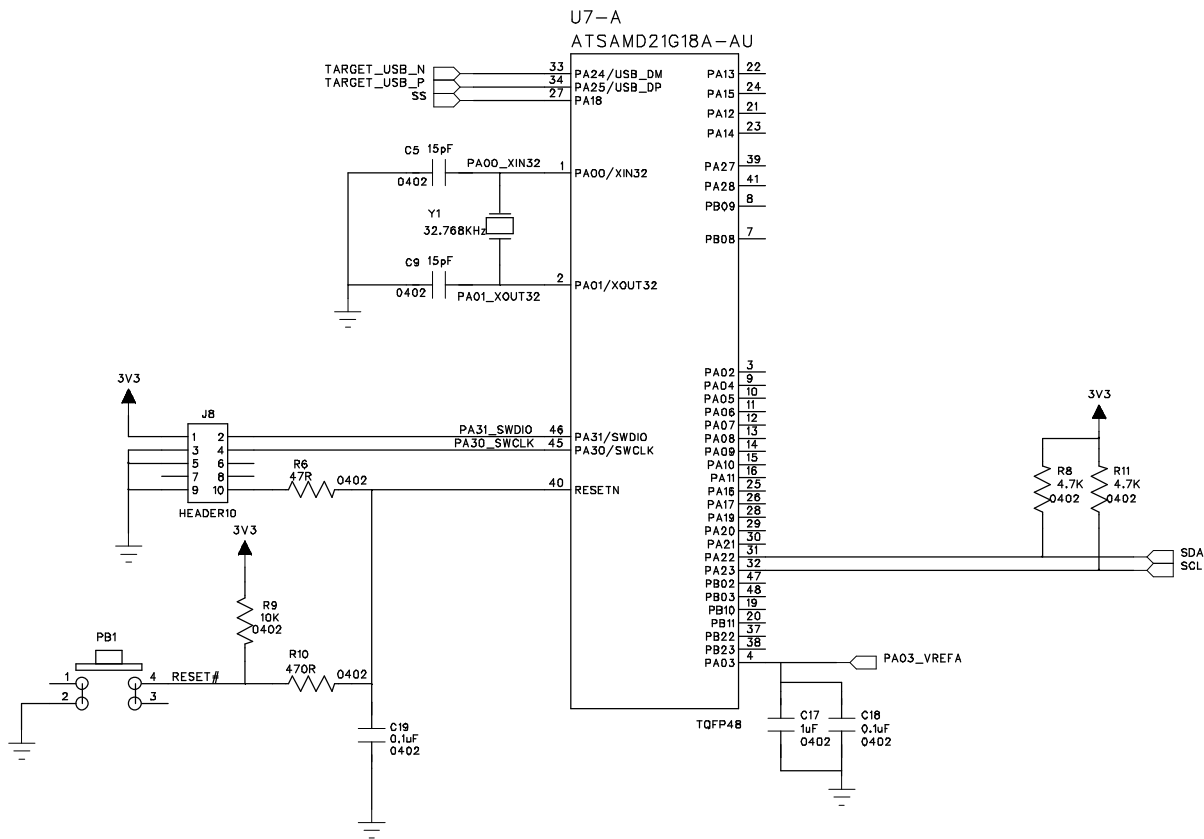 U7-A
ATSAMD21G18A-AU
TARGET_USB_N
TARGET_USB_P
SS
33
34
27
PA24/USB_DM
PA25/USB_DP
PA18
PA13 22
PA15 24
PA12 21
PA14 23
PA27 39
PA28 41
PB09 8
PB08 7
C5 15pF
0402
PA00_XIN32
1
PA00/XIN32
Y1
32.768KHz
C9 15pF
0402
PA01_XOUT32
2
PA01/XOUT32
3V3
J8
1 2
3 4
5 6
7 8
9 10
HEADER10
PA31_SWDIO 46 PA31/SWDIO
PA30_SWCLK 45 PA30/SWCLK
R6
47R
0402
40 RESETN
3V3
R9
10K
0402
PB1
1
2
4
3
RESET#
R10
470R
0402
C19
0.1uF
0402
PA02 3
PA04 9
PA05 10
PA06 11
PA07 12
PA08 13
PA09 14
PA10 15
PA11 16
PA16 25
PA17 26
PA19 28
PA20 29
PA21 30
PA22 31
PA23 32
PB02 47
PB03 48
PB10 19
PB11 20
PB22 37
PB23 38
PA03 4
TQFP48
3V3
R8
4.7K
0402
R11
4.7K
0402
SDA
SCL
PA03_VREFA
C17
1uF
0402
C18
0.1uF
0402